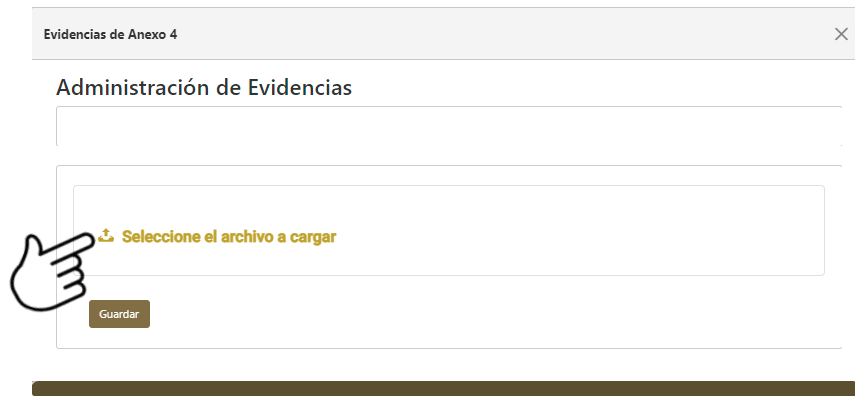 Evidencias de Anexo 4
Administración de Evidencias
Seleccione el archivo a cargar
Guardar